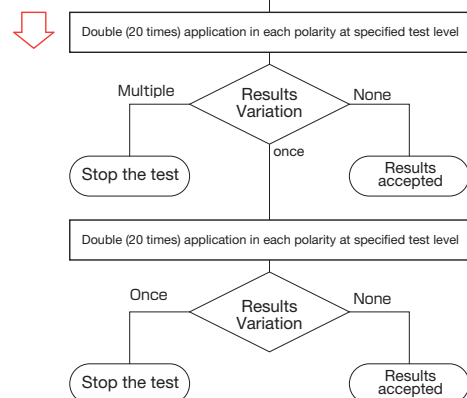 Double (20 times) application in each polarity at specified test level
Multiple
Results
Variation
None
once
Stop the test
Results
accepted
Double (20 times) application in each polarity at specified test level
Once
Results
Variation
None
Stop the test
Results
accepted